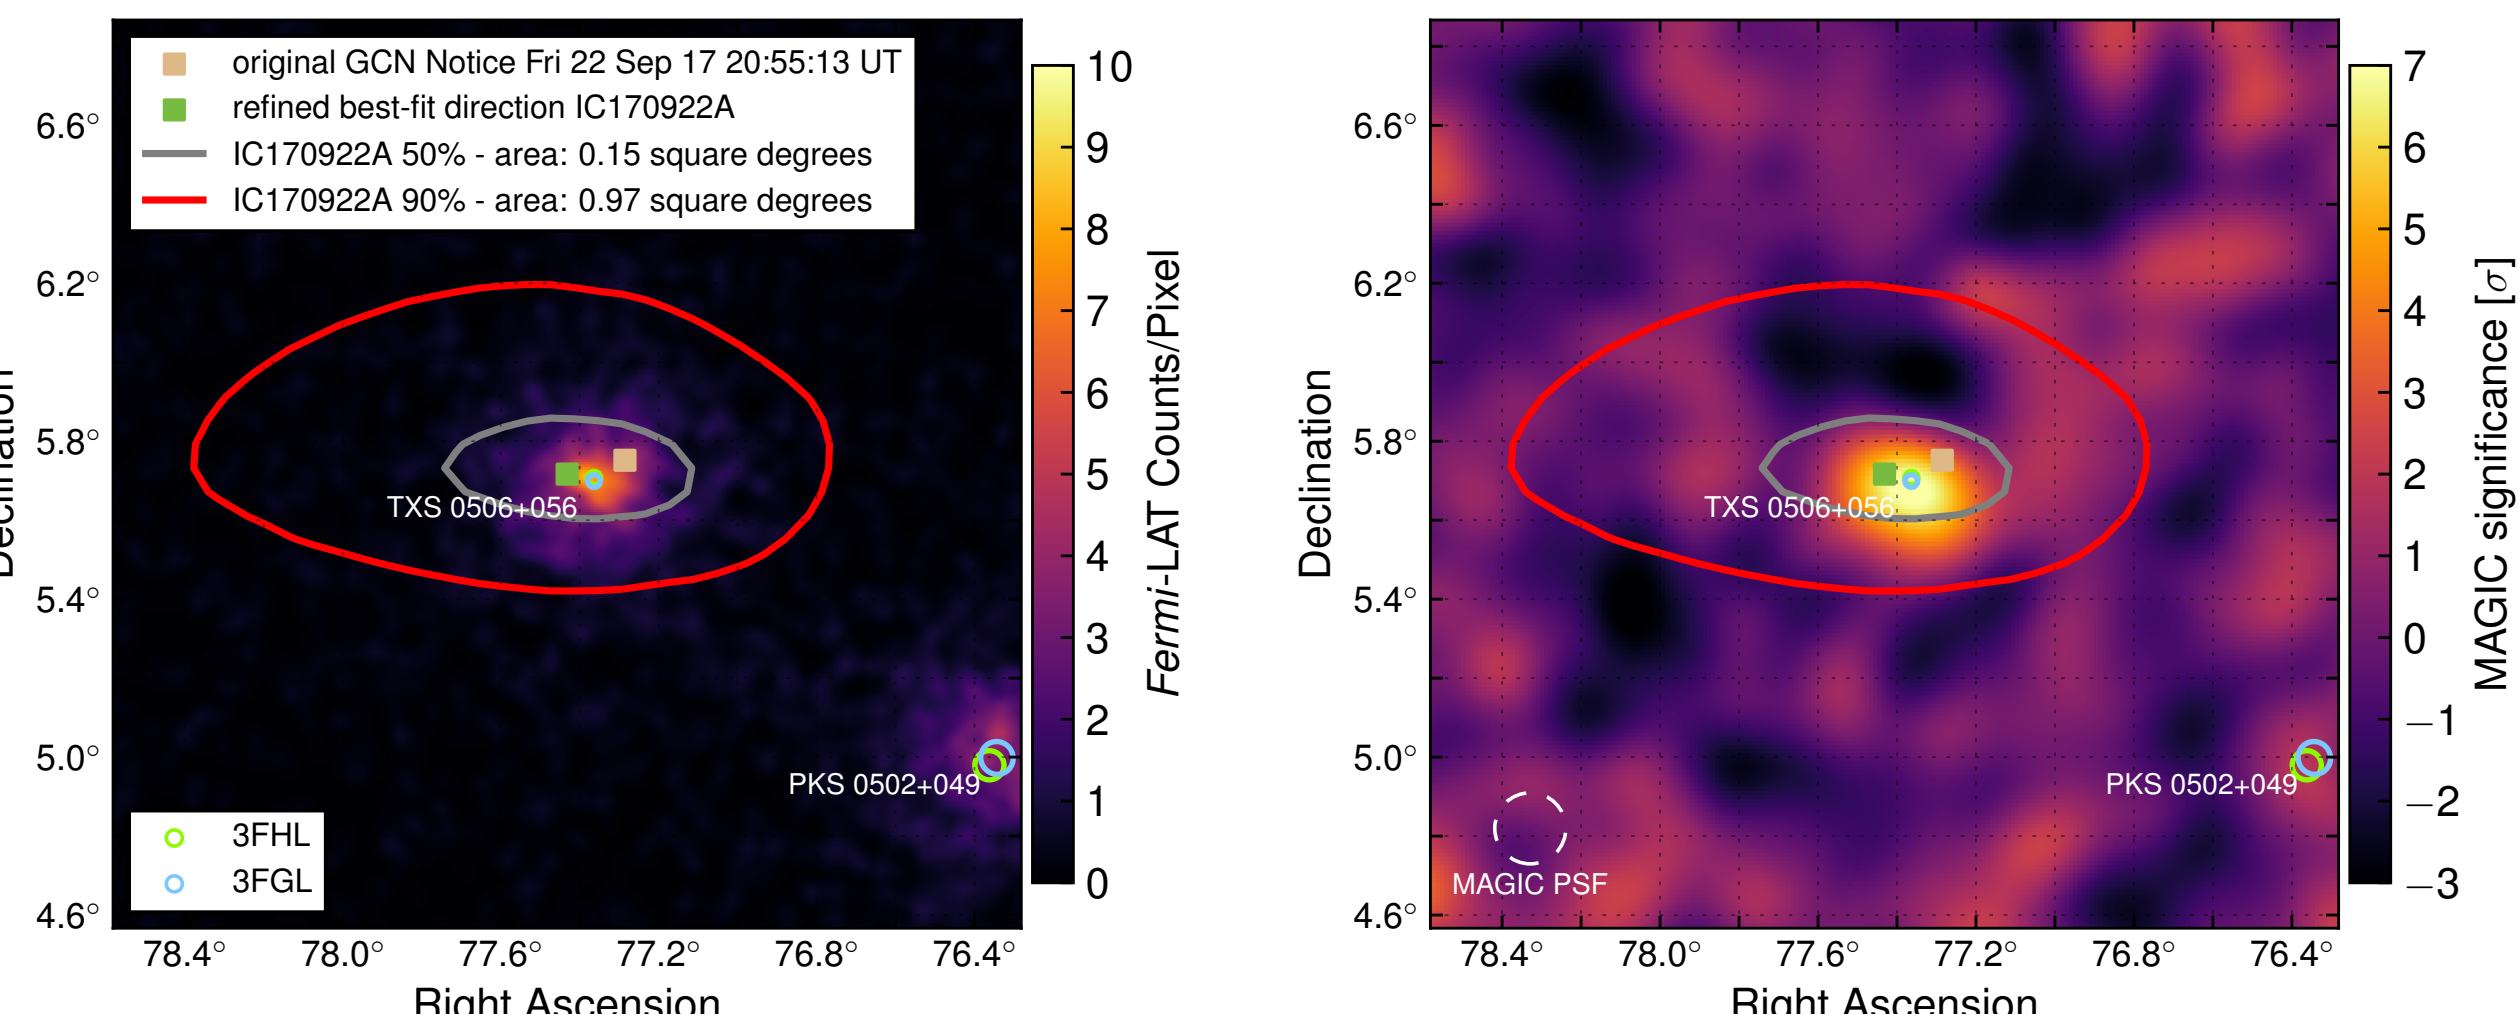 original GCN Notice Fri 22 Sep 17 20:55:13 UT
refined best-fit direction IC170922A
IC170922A 50% - area: 0.15 square degrees
IC170922A 90% - area: 0.97 square degrees
6.6°
6.2°
5.8°
5.4°
5.0°
4.6°
Declination
TXS 0506+056
PKS 0502+049
3FHL
3FGL
78.4°
78.0°
77.6°
77.2°
76.8°
76.4°
Right Ascension
10
9
8
7
6
5
4
3
2
1
0
Fermi-LAT Counts/Pixel
6.6°
6.2°
5.8°
5.4°
5.0°
4.6°
Declination
TXS 0506+056
PKS 0502+049
MAGIC PSF
78.4°
78.0°
77.6°
77.2°
76.8°
76.4°
Right Ascension
7
6
5
4
3
2
1
0
−1
−2
−3
MAGIC significance [σ]